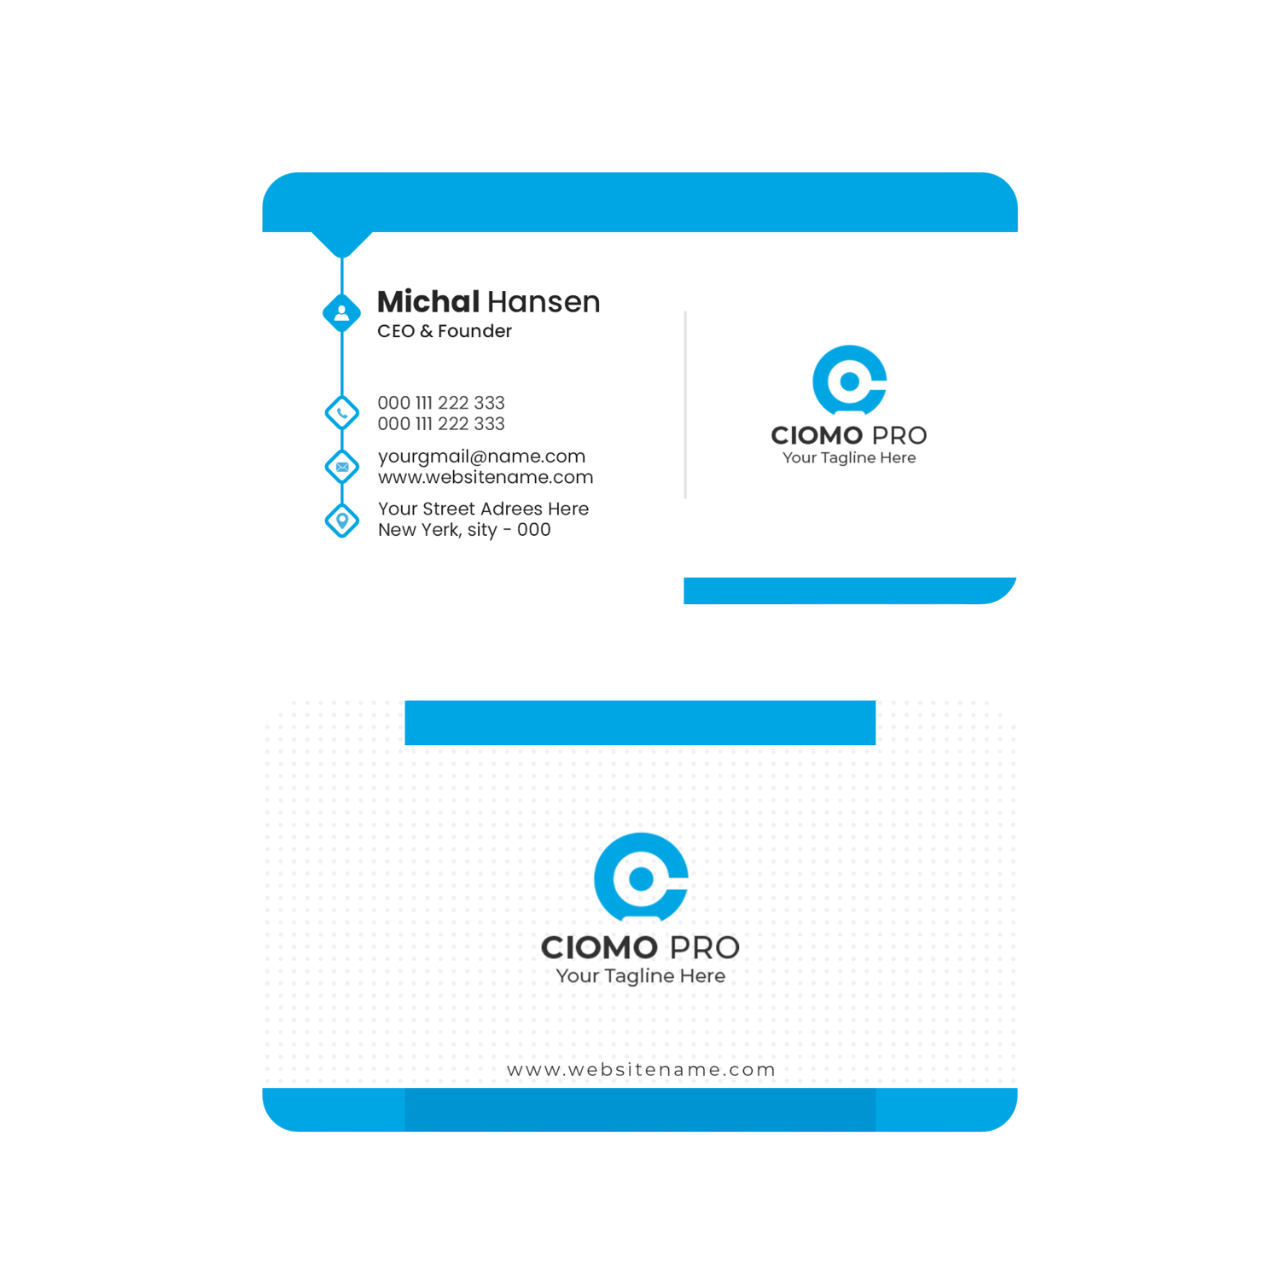 Michal Hansen
CEO & Founder
000 111 222 333
000 111 222 333
yourgmail@name.com
www.websitename.com
Your Street Adrees Here
New Yerk, sity - 000
CIOMO PRO
Your Tagline Here
CIOMO PRO
Your Tagline Here
www.websitename.com